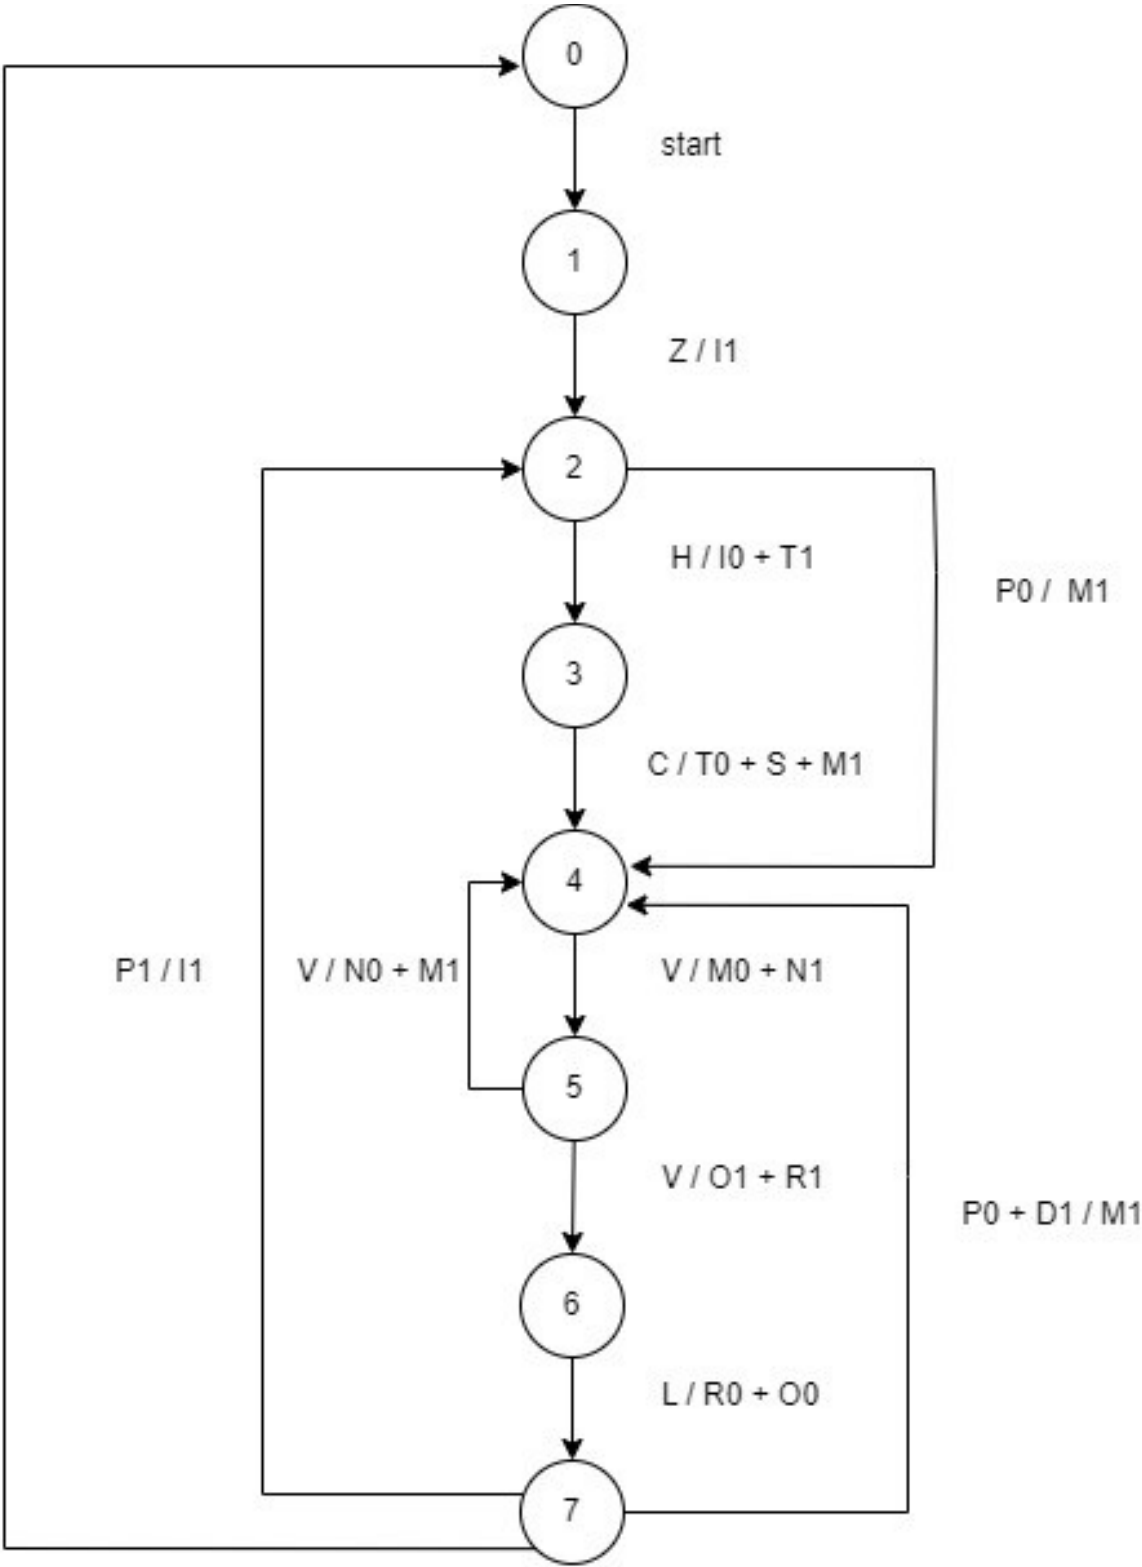 0
start
1
Z / I1
2
H / I0 + T1
P0 /  M1
3
C / T0 + S + M1
4
P1 / I1
V / N0 + M1
V / M0 + N1
5
V / O1 + R1
P0 + D1 / M1
6
L / R0 + O0
7